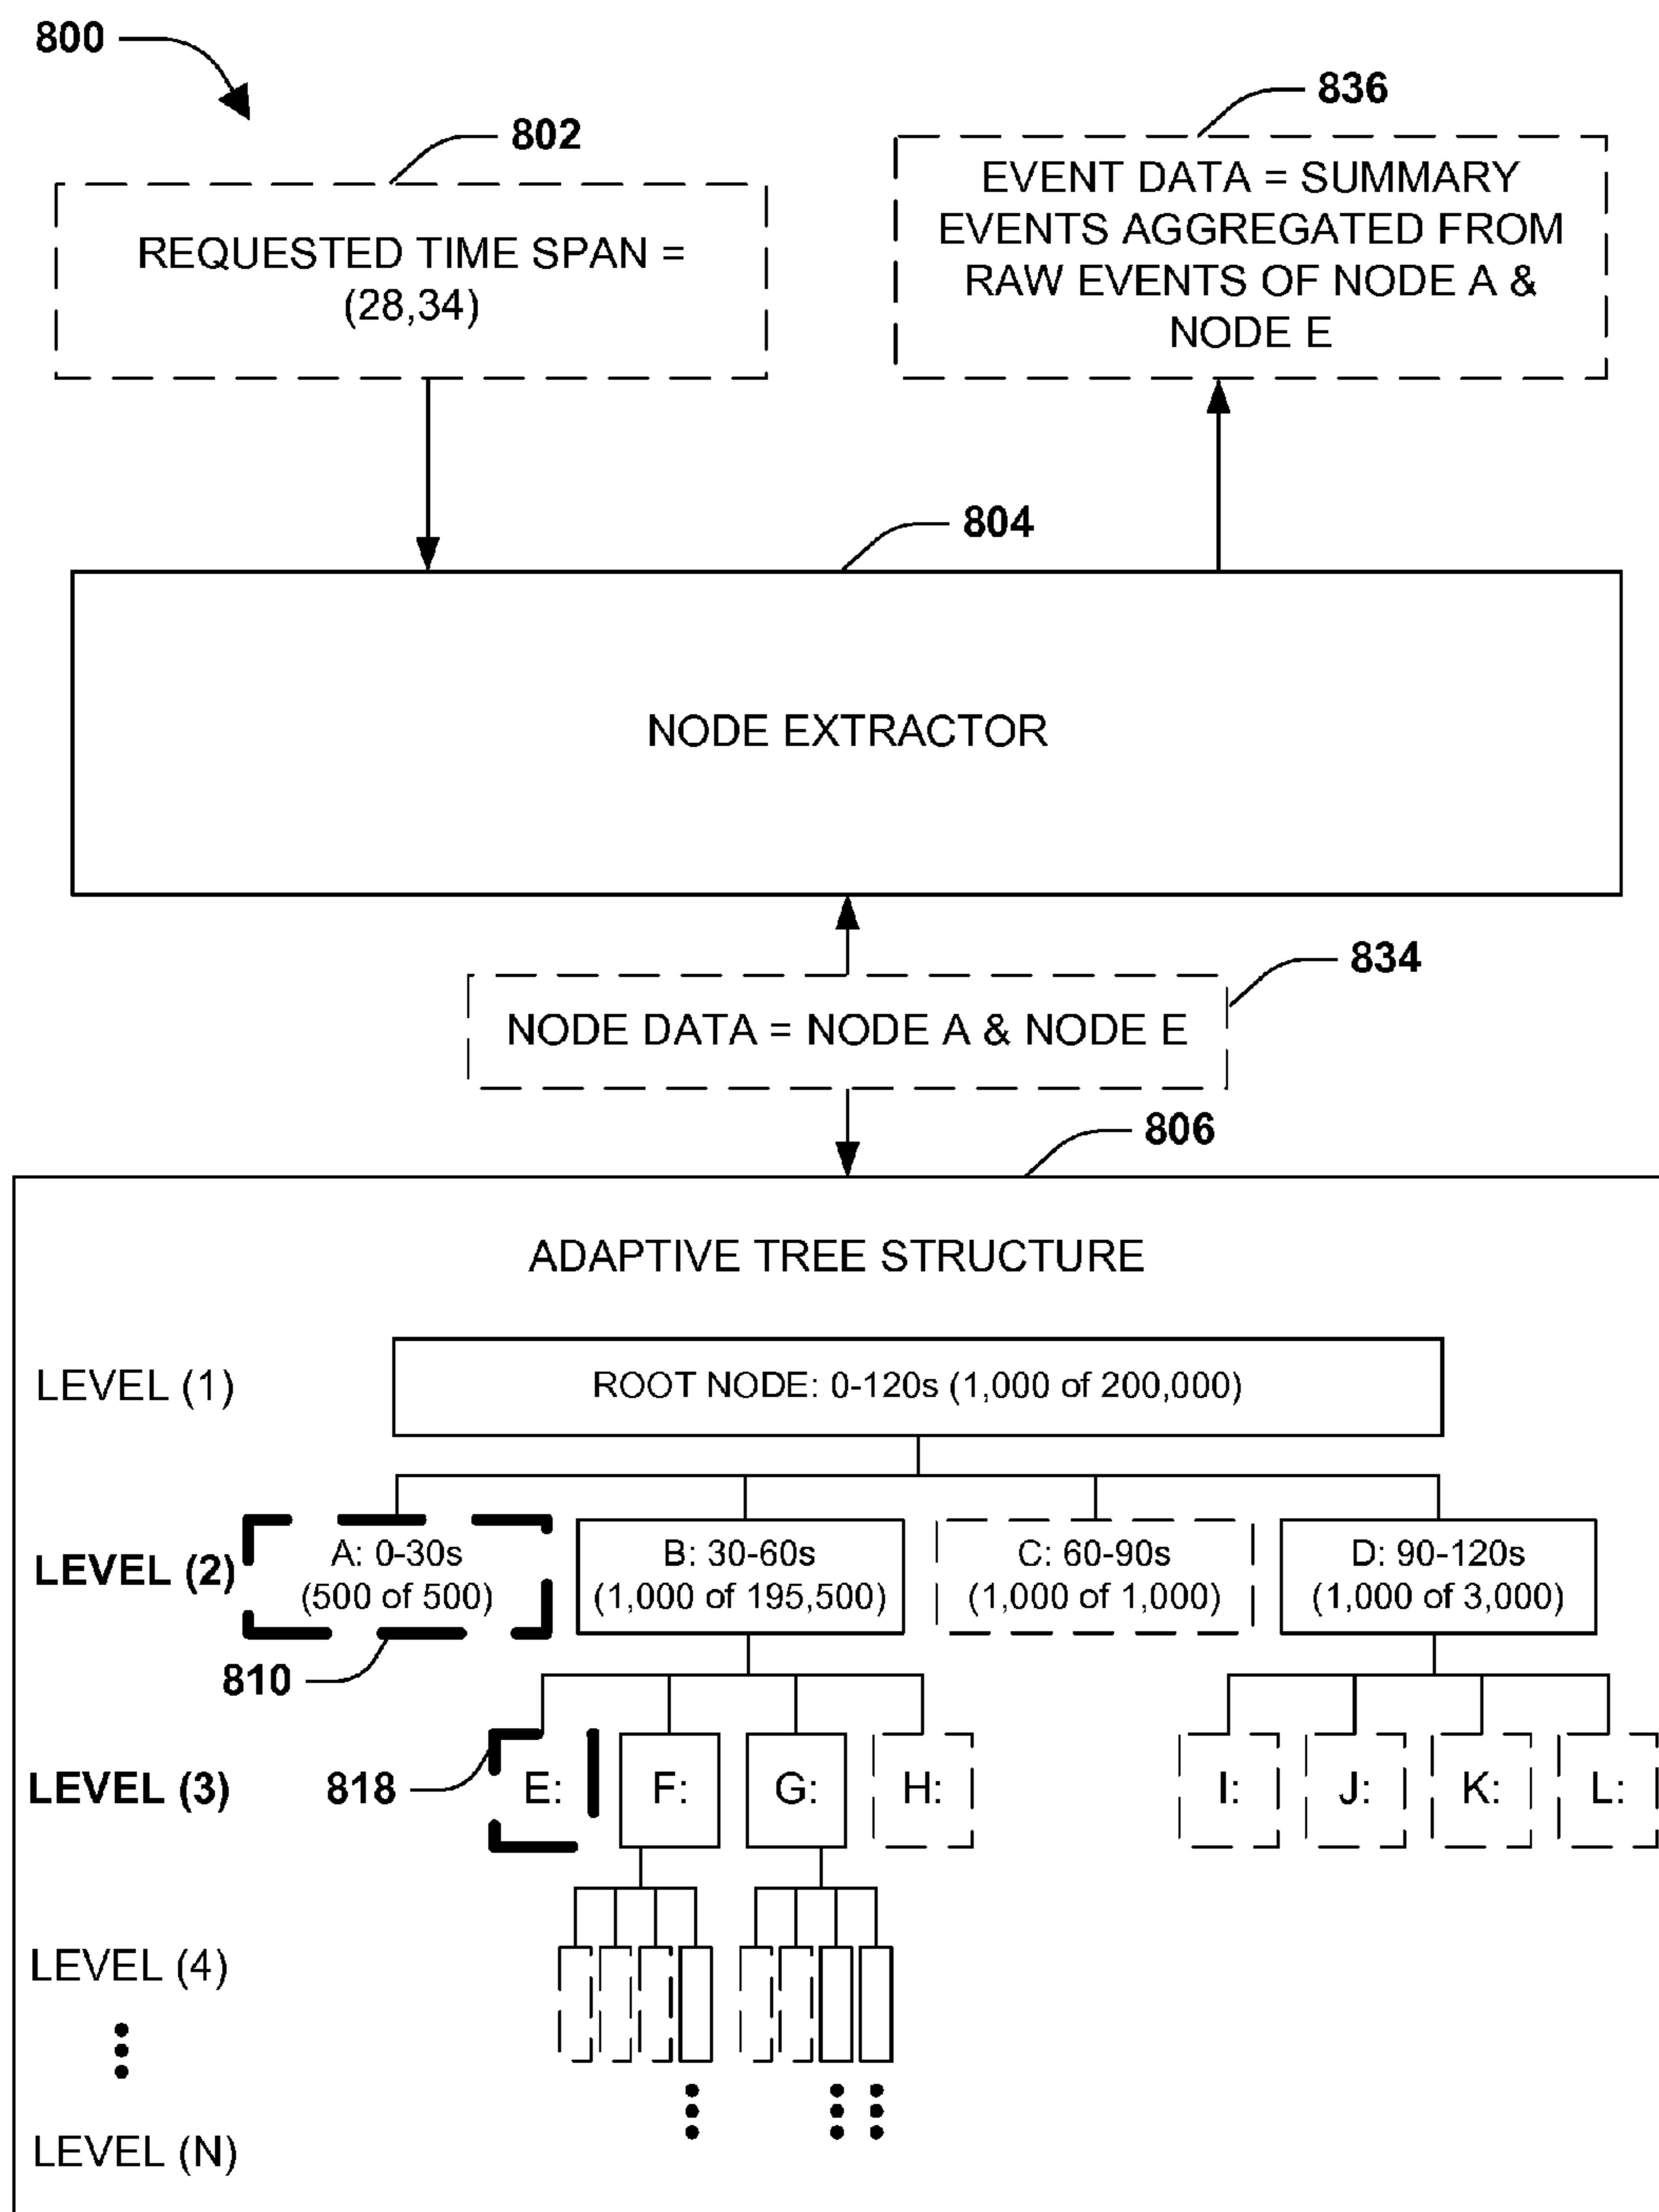 800
802
836
REQUESTED TIME SPAN =
(28,34)
EVENT DATA = SUMMARY
EVENTS AGGREGATED FROM
RAW EVENTS OF NODE A &
NODE E
804
NODE EXTRACTOR
834
NODE DATA = NODE A & NODE E
806
ADAPTIVE TREE STRUCTURE
LEVEL (1)
ROOT NODE: 0-120s (1,000 of 200,000)
LEVEL (2)
A: 0-30s
(500 of 500)
B: 30-60s
(1,000 of 195,500)
C: 60-90s
(1,000 of 1,000)
D: 90-120s
(1,000 of 3,000)
810
LEVEL (3)
818
E:
F:
G:
H:
I:
J:
K:
L:
LEVEL (4)
LEVEL (N)